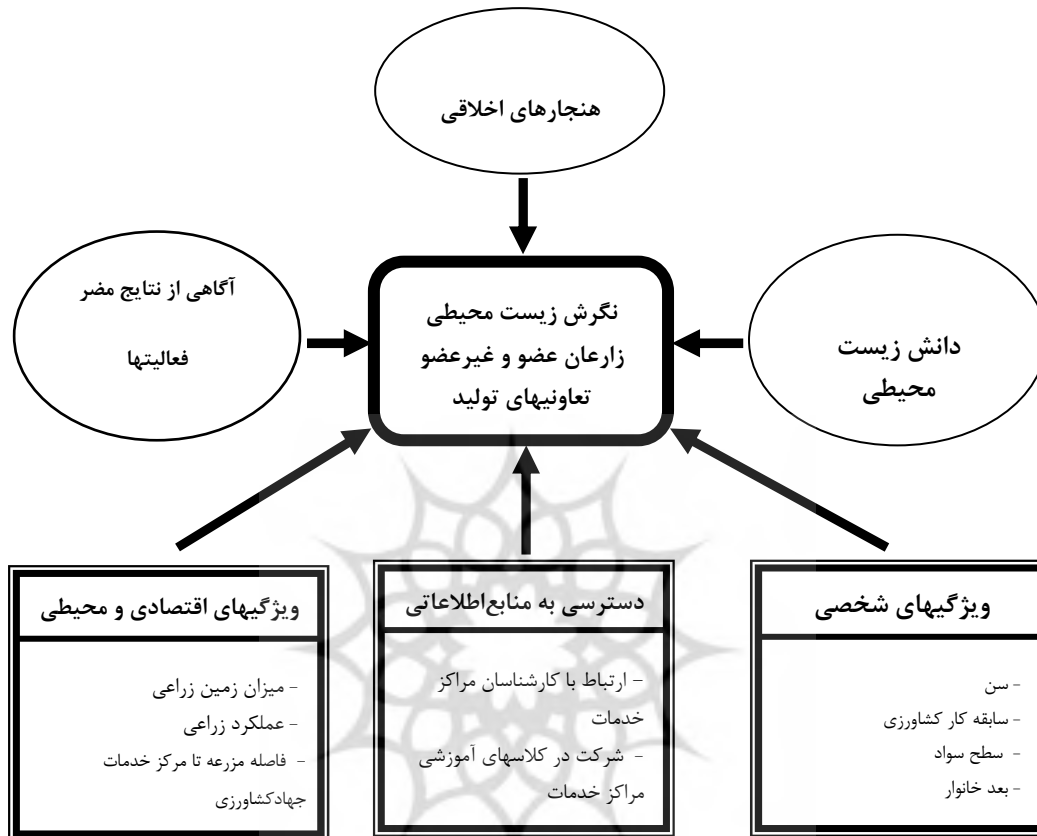 هنجارهای اخلاقی
آگاهی از نتایج مضر
فعالیتها
نگرش زیست محیطی
زارعان عضو و غیرعضو
تعاونیهای تولید
دانش زیست
محیطی
ویژگیهای شخصی
- سن
- سابقه کار کشاورزی
- سطح سواد
- بعد خانوار
دسترسی به منابع‌اطلاعاتی
- ارتباط با کارشناسان مراکز
خدمات
- شرکت در کلاسهای آموزشی
مراکز خدمات
ویژگیهای اقتصادی و محیطی
- میزان زمین زراعی
- عملکرد زراعی
- فاصله مزرعه تا مرکز خدمات
جهادکشاورزی